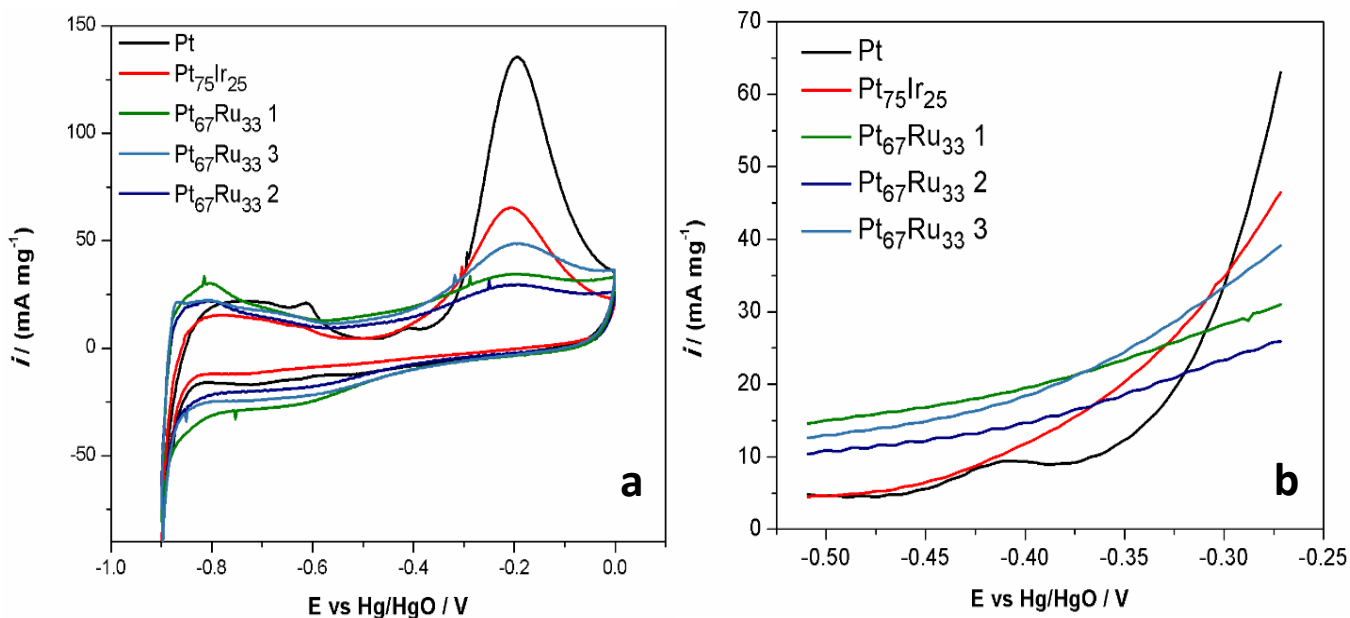 150
100
50
0
-50
i / (mA mg⁻¹)
Pt
Pt₇₅Ir₂₅
Pt₆₇Ru₃₃ 1
Pt₆₇Ru₃₃ 3
Pt₆₇Ru₃₃ 2
a
-1.0 -0.8 -0.6 -0.4 -0.2 0.0
E vs Hg/HgO / V
70
60
50
40
30
20
10
0
i / (mA mg⁻¹)
Pt
Pt₇₅Ir₂₅
Pt₆₇Ru₃₃ 1
Pt₆₇Ru₃₃ 2
Pt₆₇Ru₃₃ 3
b
-0.50 -0.45 -0.40 -0.35 -0.30 -0.25
E vs Hg/HgO / V